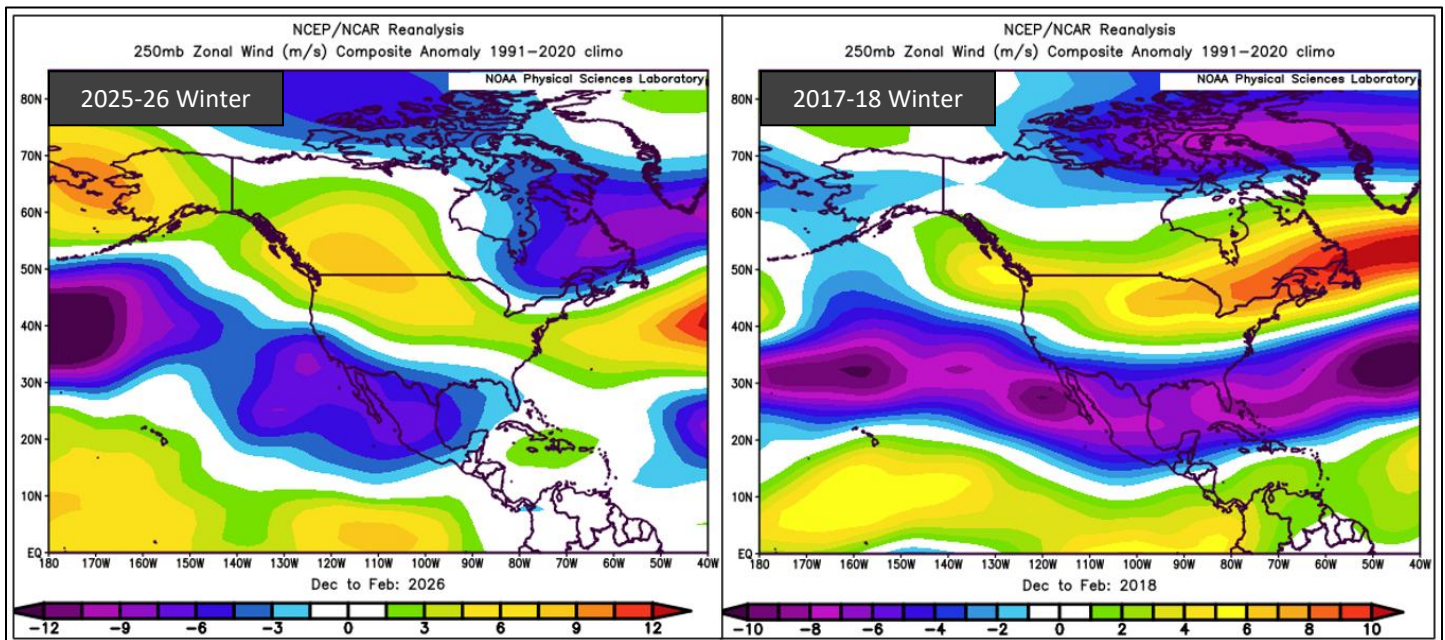 NCEP/NCAR Reanalysis
250mb Zonal Wind (m/s) Composite Anomaly 1991-2020 climo
NOAA Physical Sciences Laboratory
2025-26 Winter
80N
70N
60N
50N
40N
30N
20N
10N
EQ
180 170W 160W 150W 140W 130W 120W 110W 100W 90W 80W 70W 60W 50W 40W
Dec to Feb: 2026
-12 -9 -6 -3 0 3 6 9 12
NCEP/NCAR Reanalysis
250mb Zonal Wind (m/s) Composite Anomaly 1991-2020 climo
NOAA Physical Sciences Laboratory
2017-18 Winter
80N
70N
60N
50N
40N
30N
20N
10N
EQ
180 170W 160W 150W 140W 130W 120W 110W 100W 90W 80W 70W 60W 50W 40W
Dec to Feb: 2018
-10 -8 -6 -4 -2 0 2 4 6 8 10